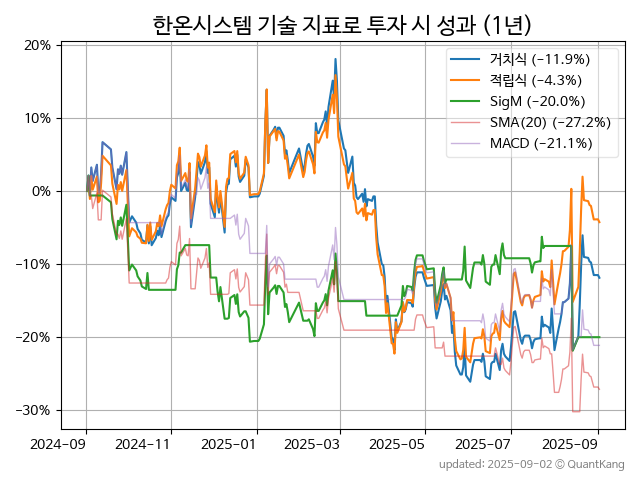 한온시스템 기술 지표로 투자 시 성과 (1년)
거치식 (−11.9%)
적립식 (−4.3%)
SigM (−20.0%)
SMA(20) (−27.2%)
MACD (−21.1%)
20%
10%
0%
−10%
−20%
−30%
2024-09 2024-11 2025-01 2025-03 2025-05 2025-07 2025-09
updated: 2025-09-02 © QuantKang